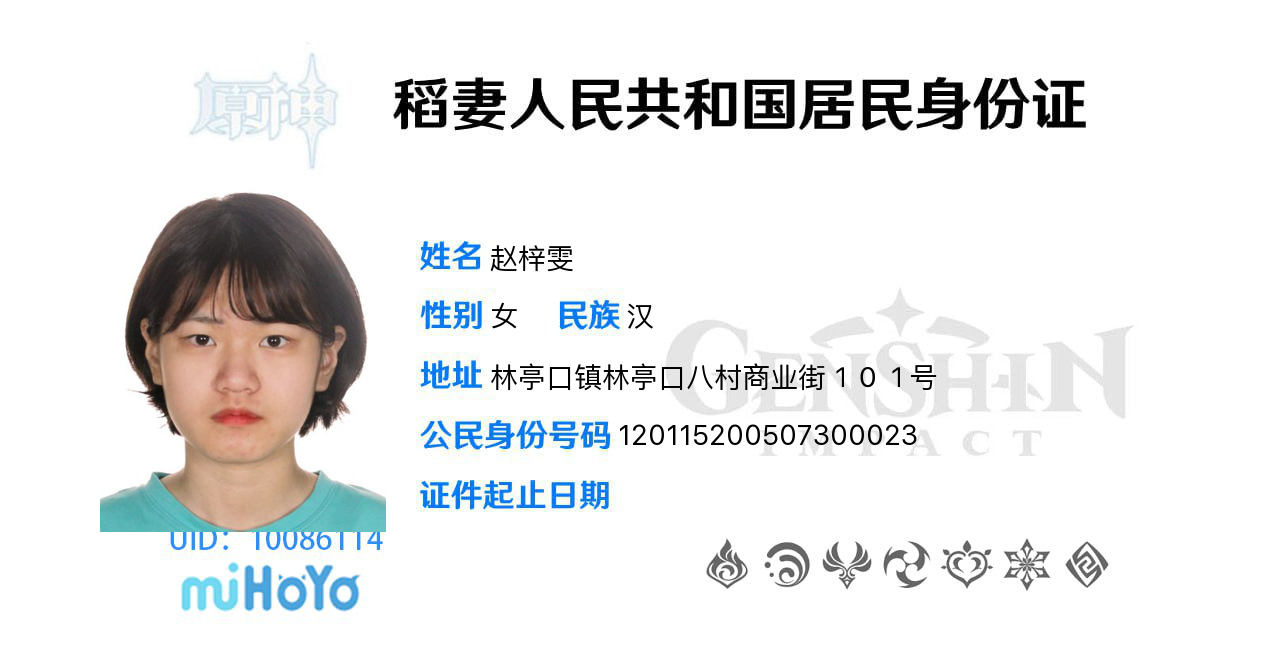 原神
稻妻人民共和国居民身份证
姓名 赵梓雯
性别 女 民族 汉
地址 林亭口镇林亭口八村商业街１０１号
公民身份号码 120115200507300023
证件起止日期
GENSHIN
IMPACT
UID：10086114
miHoYo